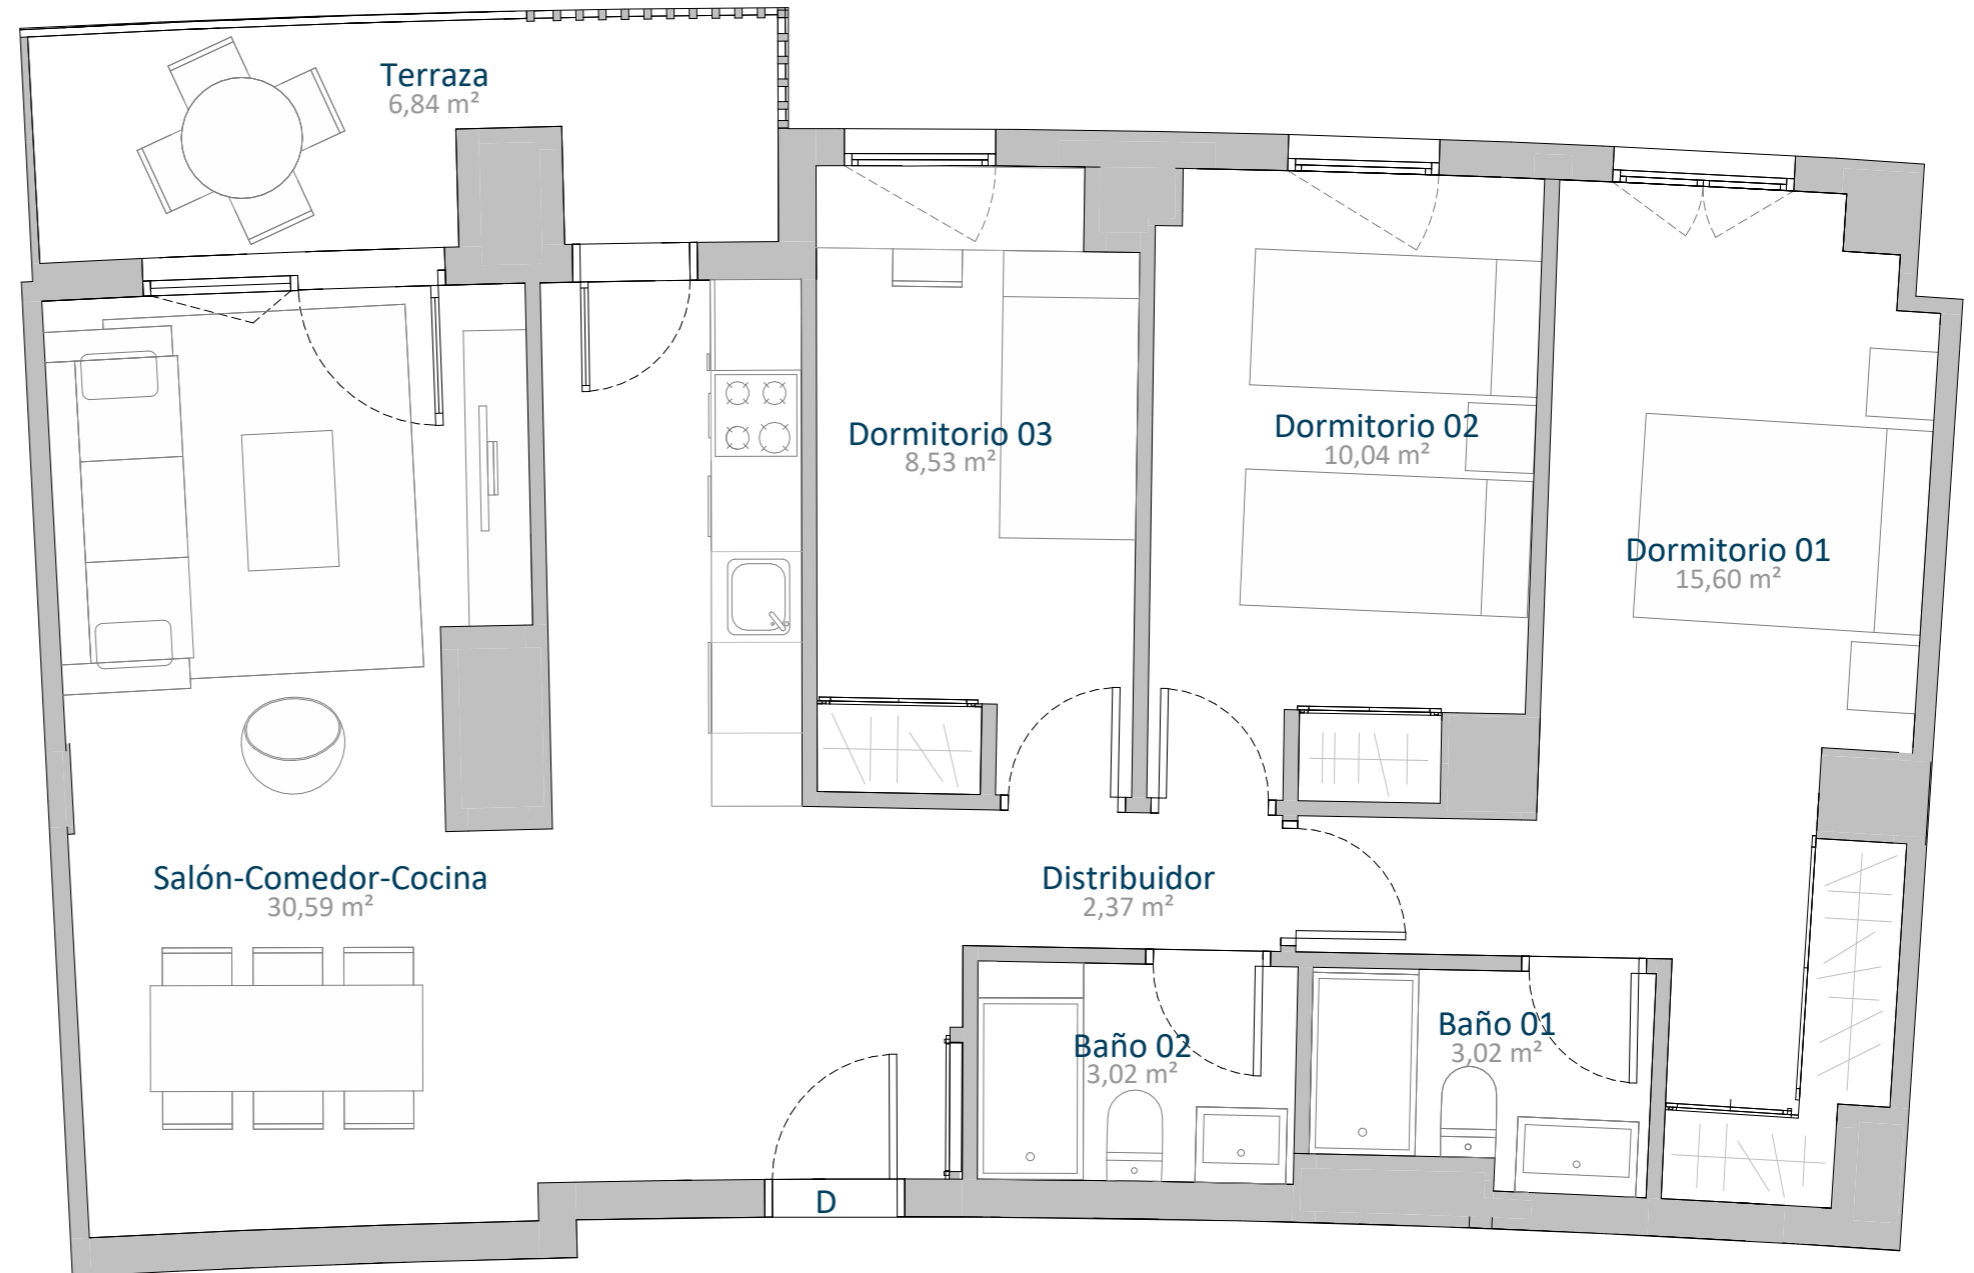 Terraza
6,84 m²
Dormitorio 03
8,53 m²
Dormitorio 02
10,04 m²
Dormitorio 01
15,60 m²
Salón-Comedor-Cocina
30,59 m²
Distribuidor
2,37 m²
Baño 02
3,02 m²
Baño 01
3,02 m²
D